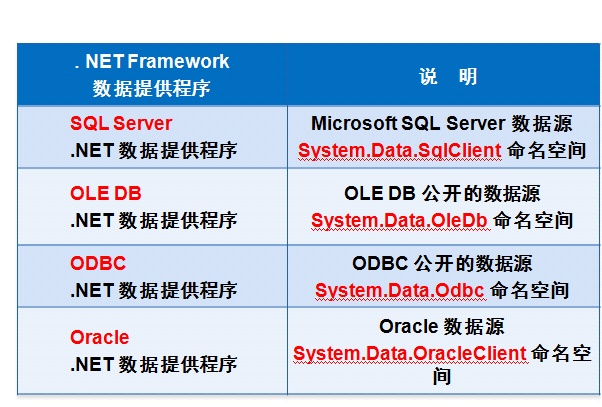 . NET Framework
数据提供程序
说 明
SQL Server
.NET 数据提供程序
Microsoft SQL Server 数据源
System.Data.SqlClient 命名空间
OLE DB
.NET 数据提供程序
OLE DB 公开的数据源
System.Data.OleDb 命名空间
ODBC
.NET 数据提供程序
ODBC 公开的数据源
System.Data.Odbc 命名空间
Oracle
.NET 数据提供程序
Oracle 数据源
System.Data.OracleClient 命名空
间